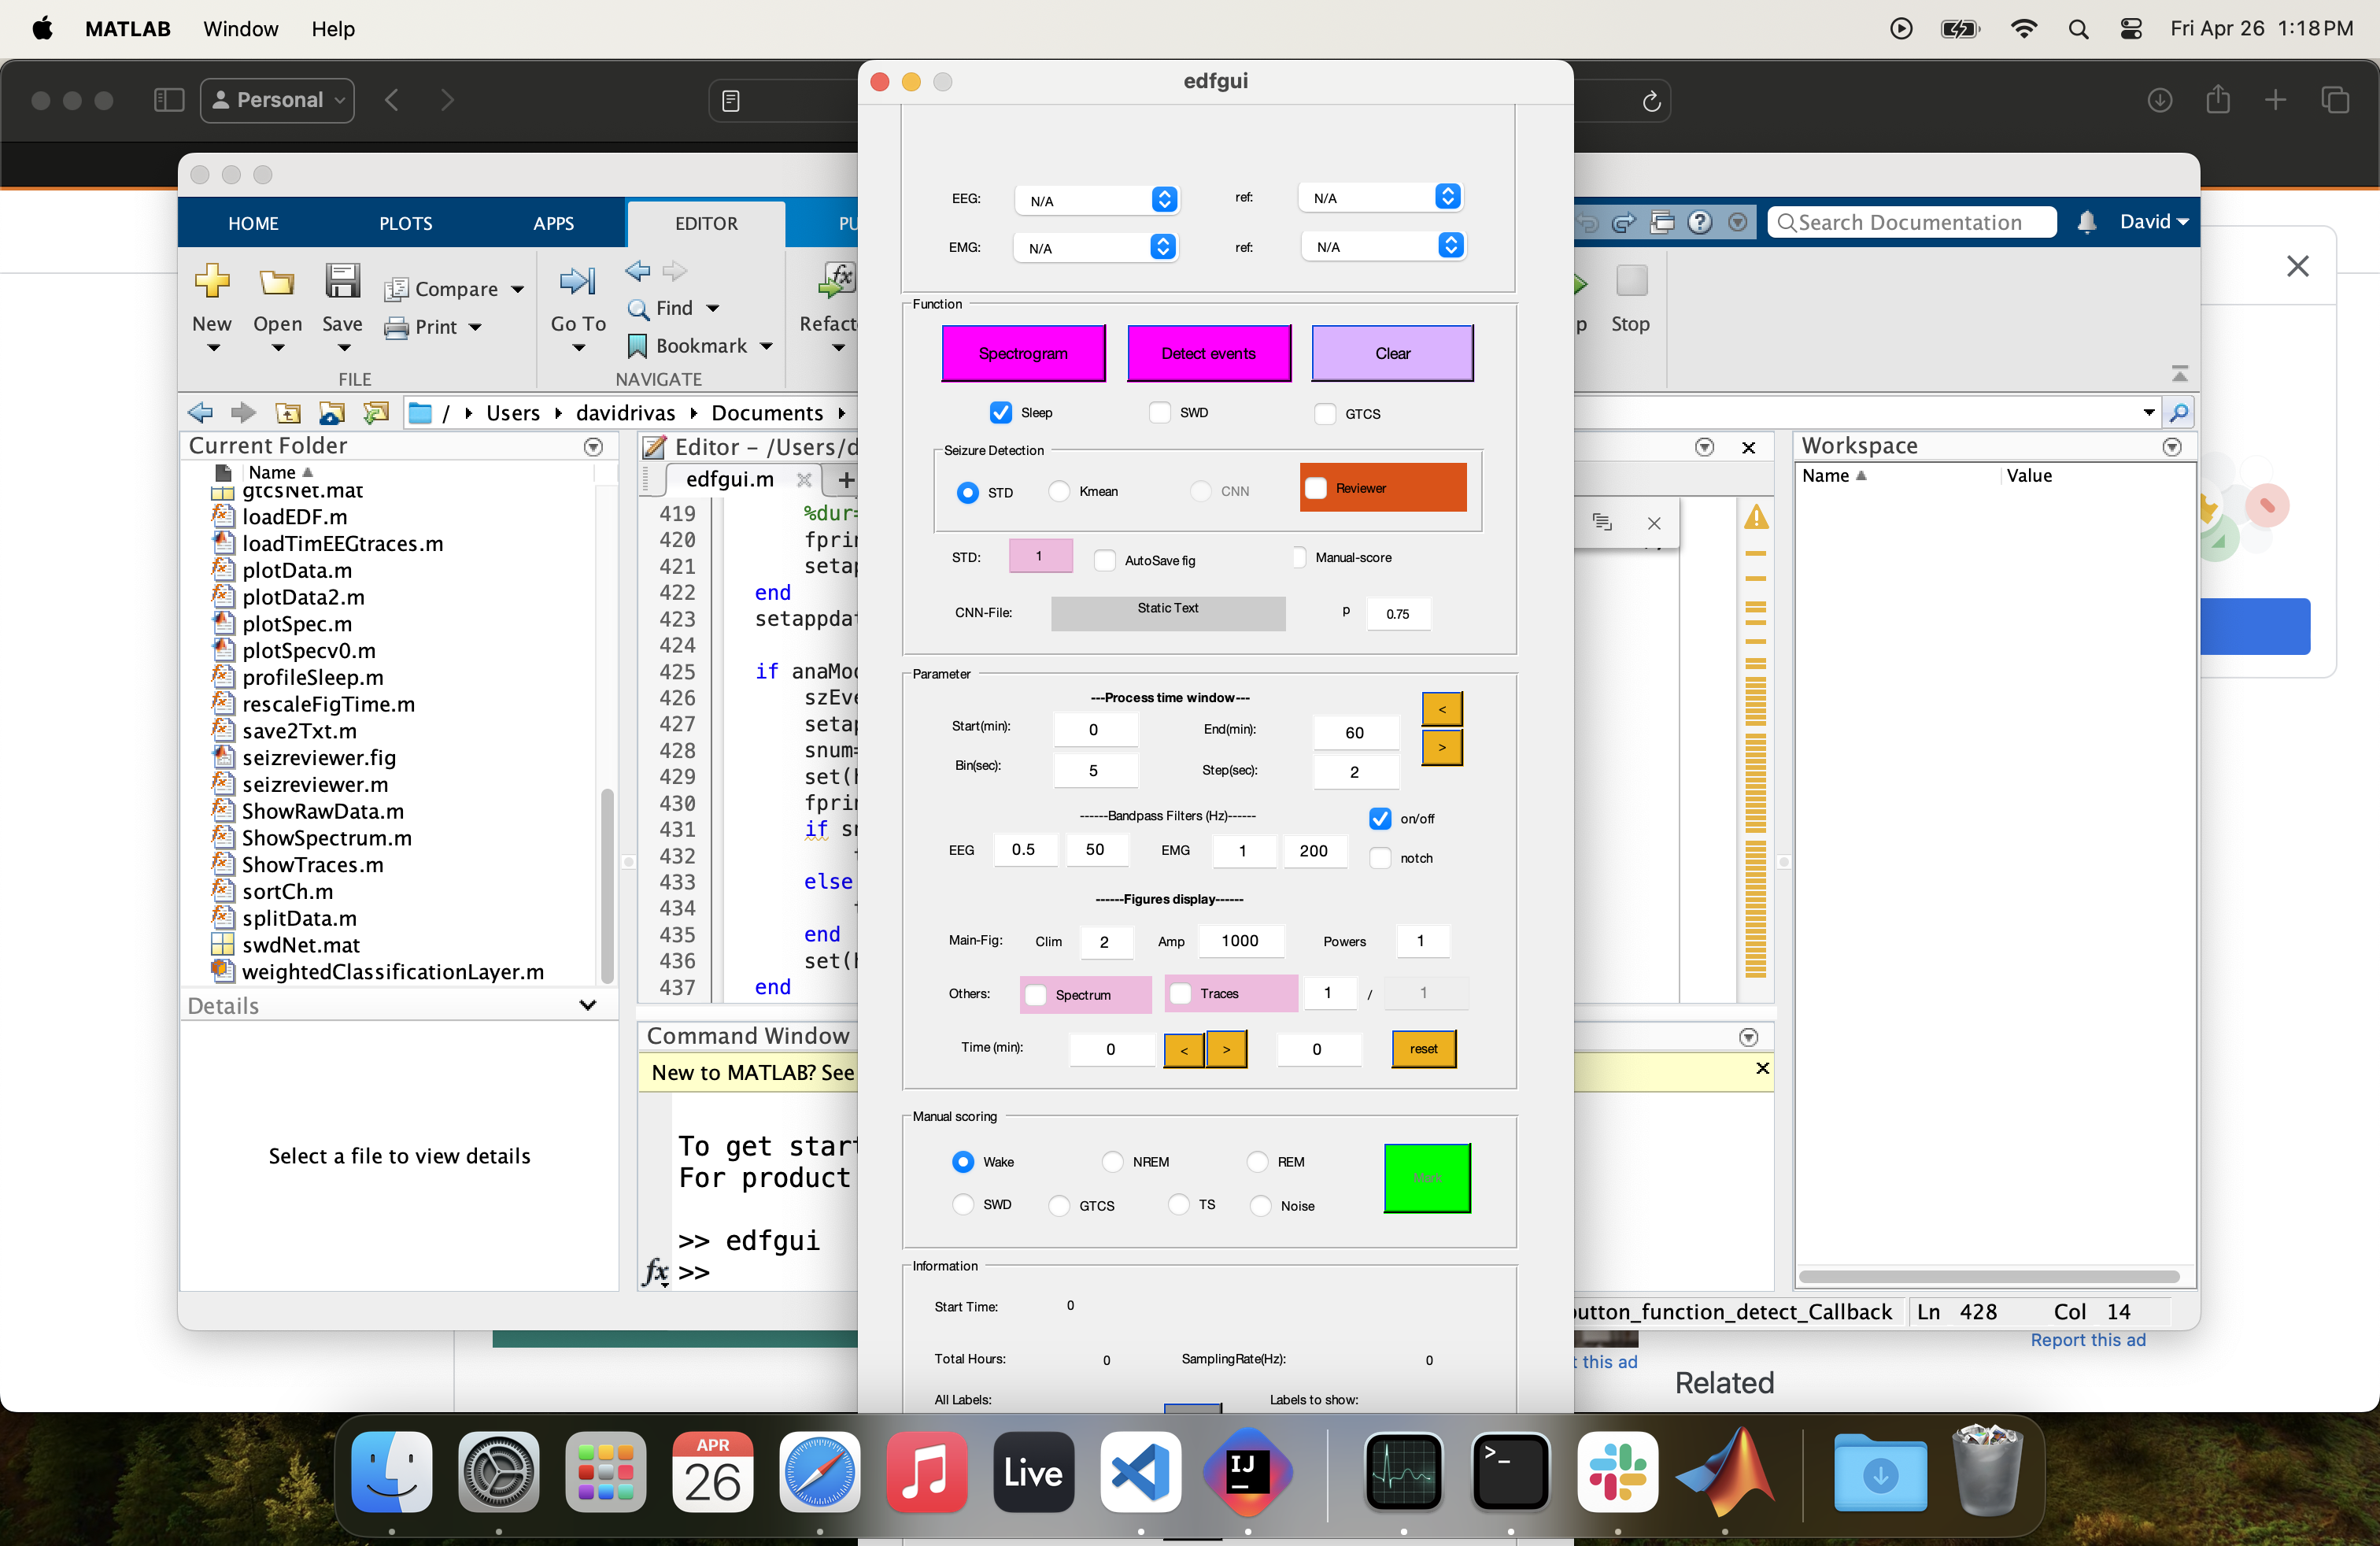 MATLAB Window Help Fri Apr 26 1:18 PM
Personal
edfgui
HOME PLOTS APPS EDITOR
Search Documentation David
New Open Save Compare Print
Go To Find Bookmark
Stop
FILE NAVIGATE
/ Users davidrivas Documents
Current Folder
Name
gtcsNet.mat
loadEDF.m
loadTimEEGtraces.m
plotData.m
plotData2.m
plotSpec.m
plotSpecv0.m
profileSleep.m
rescaleFigTime.m
save2Txt.m
seizreviewer.fig
seizreviewer.m
ShowRawData.m
ShowSpectrum.m
ShowTraces.m
sortCh.m
splitData.m
swdNet.mat
weightedClassificationLayer.m
Details
Select a file to view details
Editor – /Users/d
edfgui.m
419 %dur=
420 fprin
421 setap
422 end
423 setappdat
424
425 if anaMod
426 szEve
427 setap
428 snum=
429 set(h
430 fprin
431 if sn
432
433 else
434
435 end
436 set(h
437 end
Command Window
New to MATLAB? See
To get start
For product
>> edfgui
fx >>
EEG: N/A ref: N/A
EMG: N/A ref: N/A
Function
Spectrogram Detect events Clear
Sleep SWD GTCS
Seizure Detection
STD Kmean CNN Reviewer
STD: 1 AutoSave fig Manual-score
CNN-File: Static Text p 0.75
Parameter
---Process time window---
Start(min): 0 End(min): 60 <
Bin(sec): 5 Step(sec): 2 >
------Bandpass Filters (Hz)------ on/off
EEG 0.5 50 EMG 1 200 notch
------Figures display------
Main-Fig: Clim 2 Amp 1000 Powers 1
Others: Spectrum Traces 1 / 1
Time (min): 0 < > 0 reset
Manual scoring
Wake NREM REM Mark
SWD GTCS TS Noise
Information
Start Time: 0
Total Hours: 0 SamplingRate(Hz): 0
All Labels: Labels to show:
Workspace
Name Value
button_function_detect_Callback Ln 428 Col 14
Report this ad
this ad
Related
APR
26
Live
IJ
>_